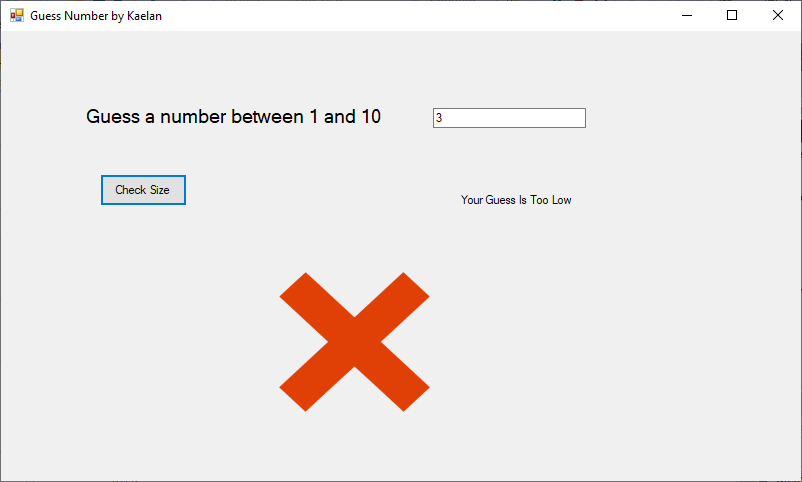 Guess Number by Kaelan
Guess a number between 1 and 10
3
Check Size
Your Guess Is Too Low